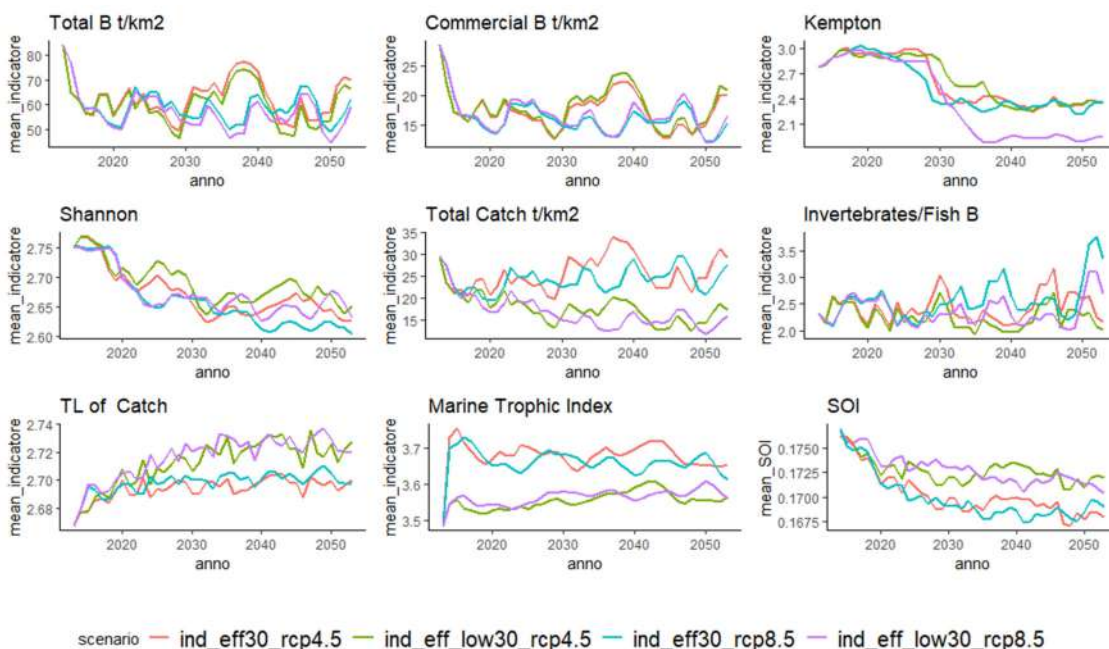 Total B t/km2
Commercial B t/km2
Kempton
mean_indicatore
80
70
60
50
2020
2030
2040
2050
anno
mean_indicatore
25
20
15
2020
2030
2040
2050
anno
mean_indicatore
3.0
2.7
2.4
2.1
2020
2030
2040
2050
anno
Shannon
Total Catch t/km2
Invertebrates/Fish B
mean_indicatore
2.75
2.70
2.65
2.60
2020
2030
2040
2050
anno
mean_indicatore
35
30
25
20
15
2020
2030
2040
2050
anno
mean_indicatore
3.5
3.0
2.5
2.0
2020
2030
2040
2050
anno
TL of Catch
Marine Trophic Index
SOI
mean_indicatore
2.74
2.72
2.70
2.68
2020
2030
2040
2050
anno
mean_indicatore
3.7
3.6
3.5
2020
2030
2040
2050
anno
mean_SOI
0.1750
0.1725
0.1700
0.1675
2020
2030
2040
2050
anno
scenario ind_eff30_rcp4.5 ind_eff_low30_rcp4.5 ind_eff30_rcp8.5 ind_eff_low30_rcp8.5